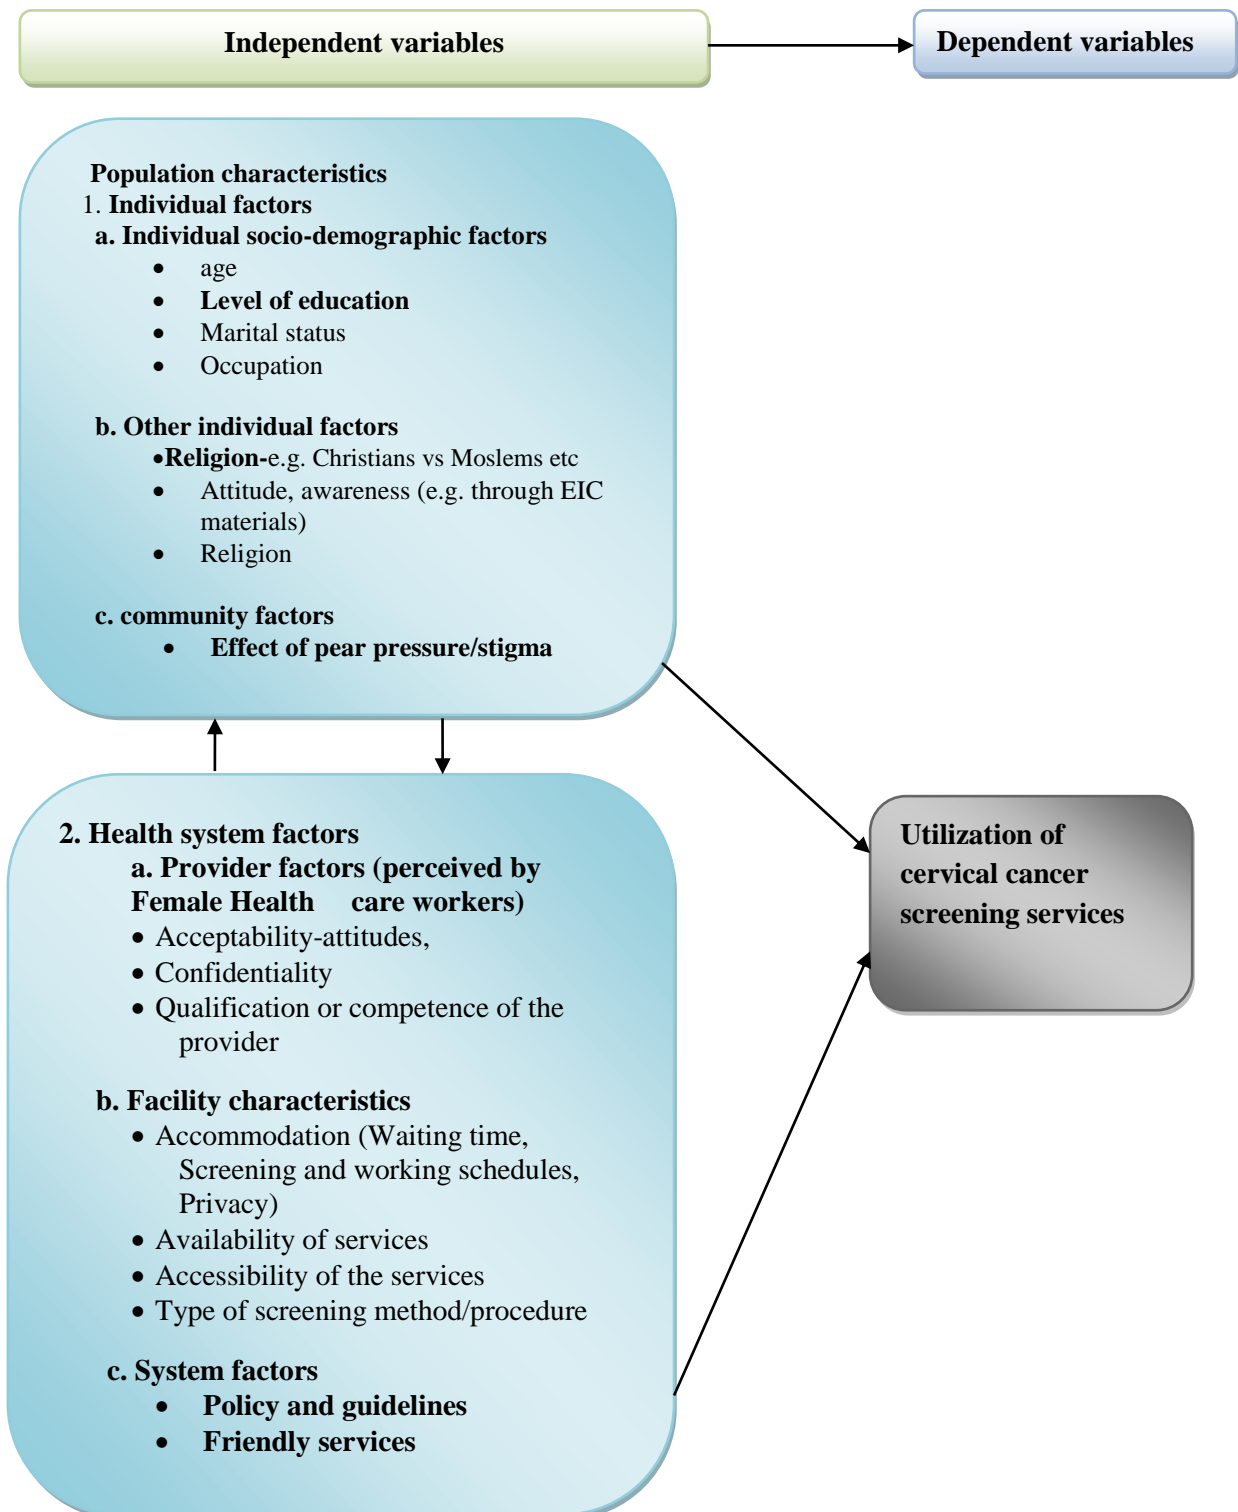 Independent variables
Dependent variables
Population characteristics
1. Individual factors
a. Individual socio-demographic factors
• age
• Level of education
• Marital status
• Occupation
b. Other individual factors
•Religion-e.g. Christians vs Moslems etc
• Attitude, awareness (e.g. through EIC
materials)
• Religion
c. community factors
• Effect of pear pressure/stigma
2. Health system factors
a. Provider factors (perceived by
Female Health care workers)
• Acceptability-attitudes,
• Confidentiality
• Qualification or competence of the
provider
b. Facility characteristics
• Accommodation (Waiting time,
Screening and working schedules,
Privacy)
• Availability of services
• Accessibility of the services
• Type of screening method/procedure
c. System factors
• Policy and guidelines
• Friendly services
Utilization of
cervical cancer
screening services